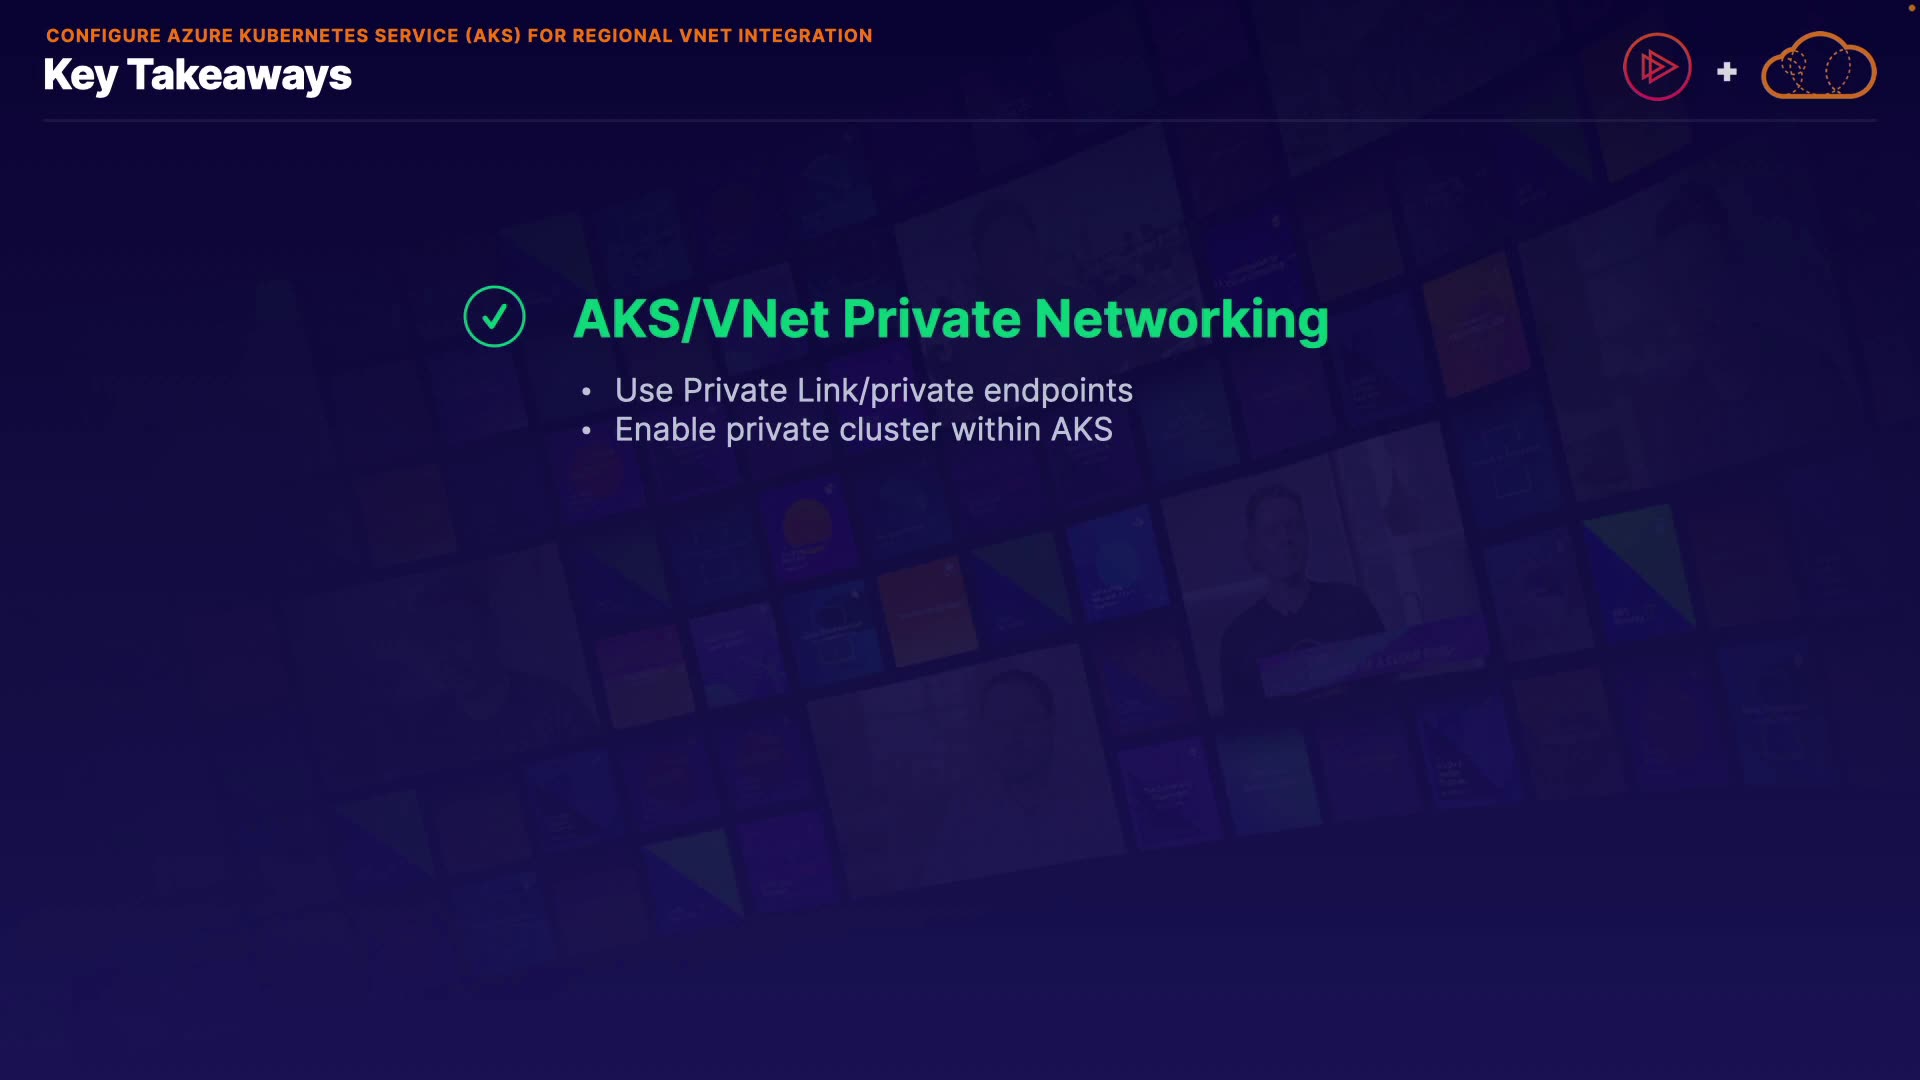 CONFIGURE AZURE KUBERNETES SERVICE (AKS) FOR REGIONAL VNET INTEGRATION
Key Takeaways
AKS/VNet Private Networking
• Use Private Link/private endpoints
• Enable private cluster within AKS